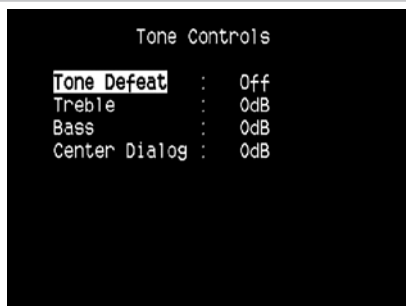 Tone Controls
Tone Defeat : Off
Treble : 0dB
Bass : 0dB
Center Dialog : 0dB